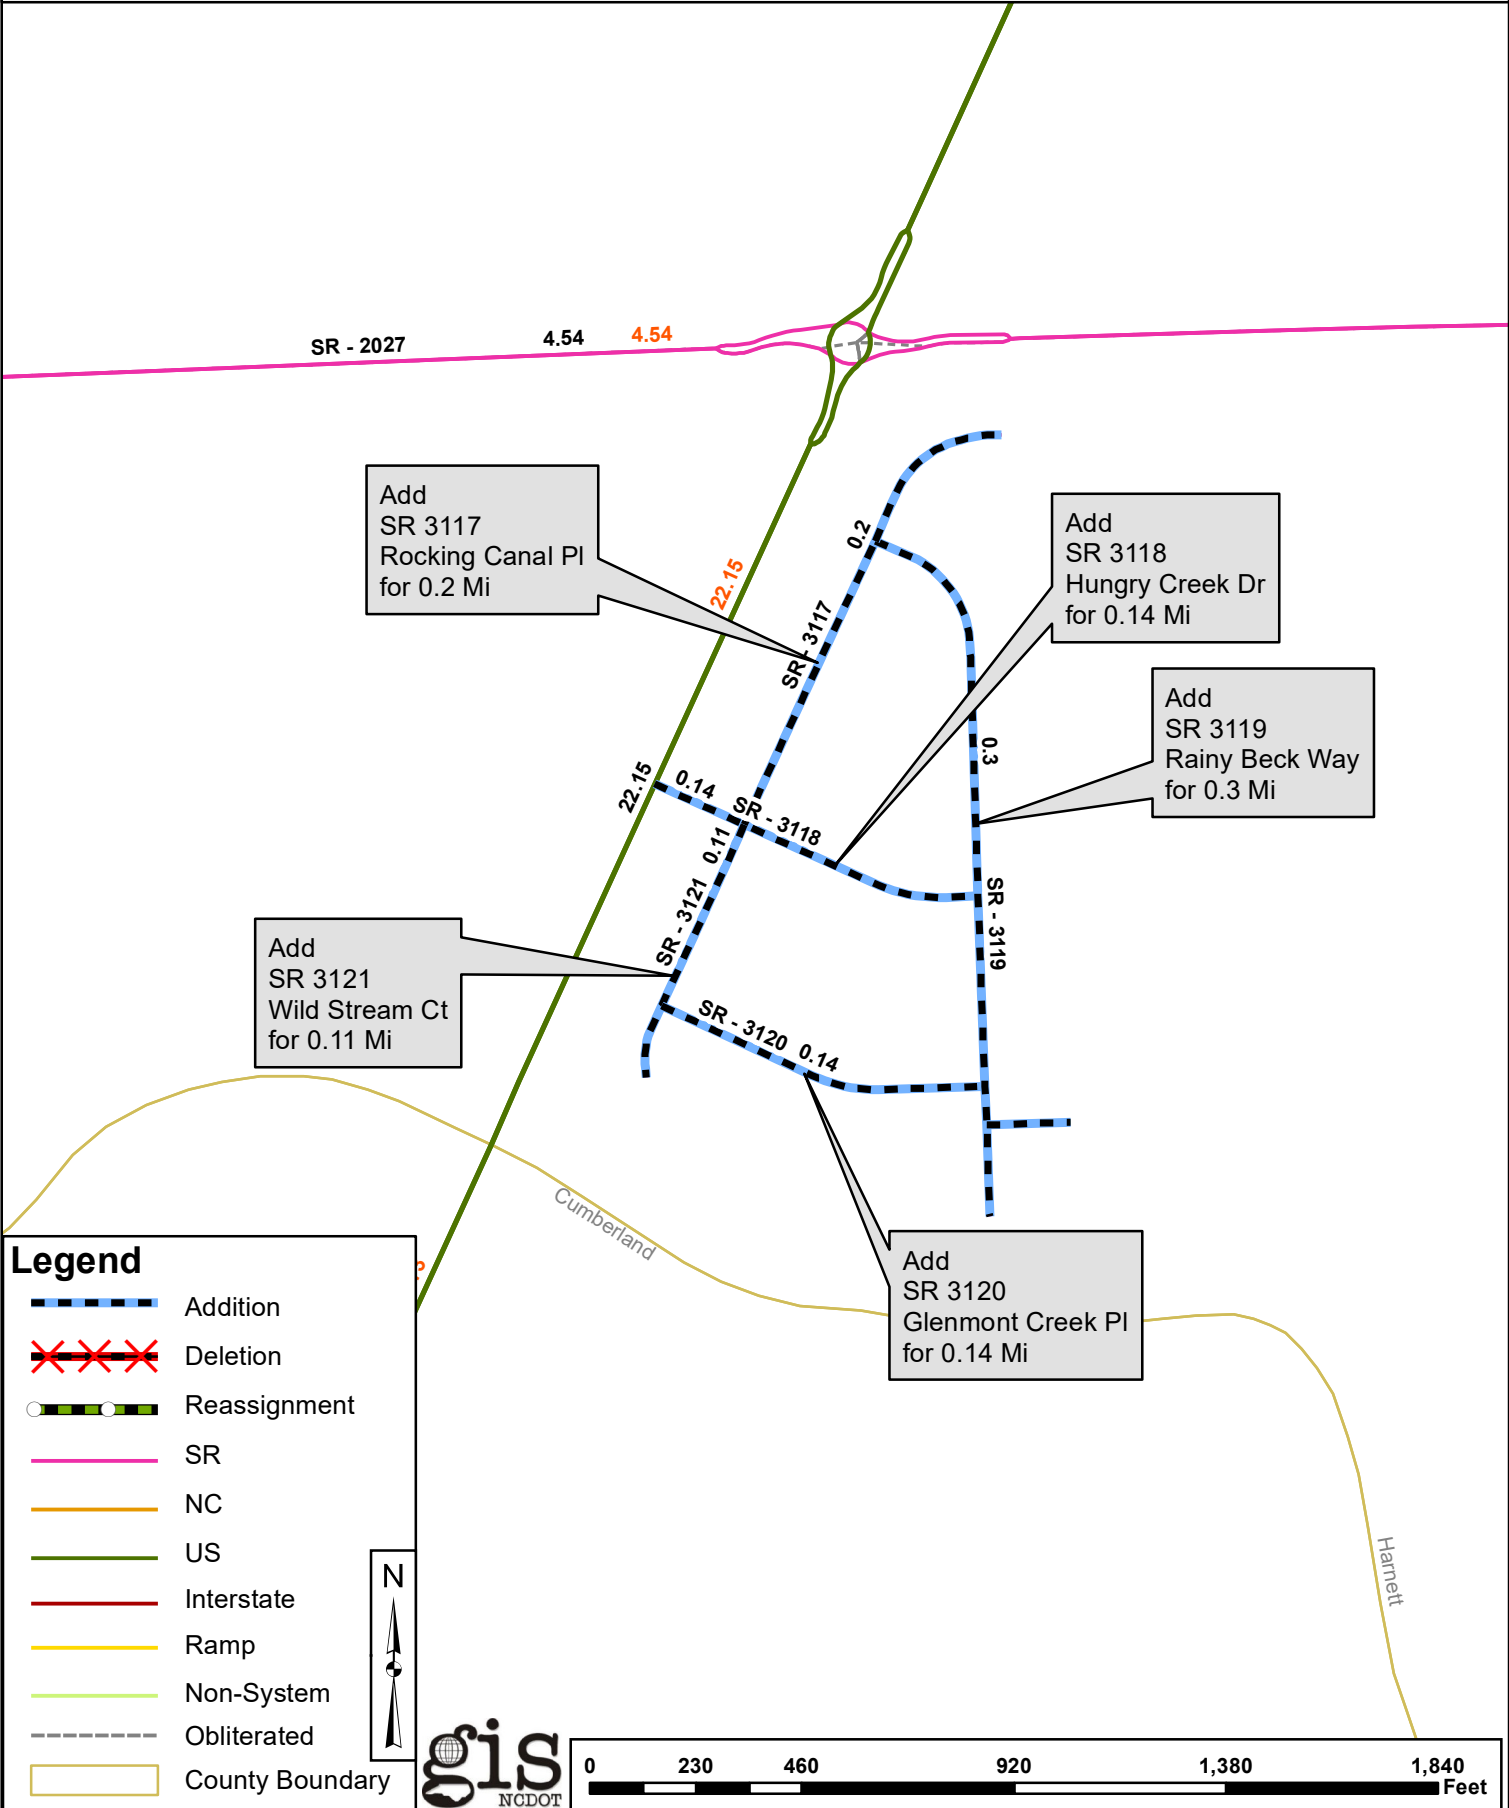 SR - 2027
4.54
4.54
Add
SR 3117
Rocking Canal Pl
for 0.2 Mi
0.2
Add
SR 3118
Hungry Creek Dr
for 0.14 Mi
22.15
SR - 3117
Add
SR 3119
Rainy Beck Way
for 0.3 Mi
0.3
22.15
0.14
SR - 3118
0.11
SR - 3121
SR - 3119
Add
SR 3121
Wild Stream Ct
for 0.11 Mi
SR - 3120
0.14
Cumberland
Add
SR 3120
Glenmont Creek Pl
for 0.14 Mi
Harnett
Legend
Addition
Deletion
Reassignment
SR
NC
US
Interstate
Ramp
Non-System
Obliterated
County Boundary
N
gis
NCDOT
0 230 460 920 1,380 1,840
Feet